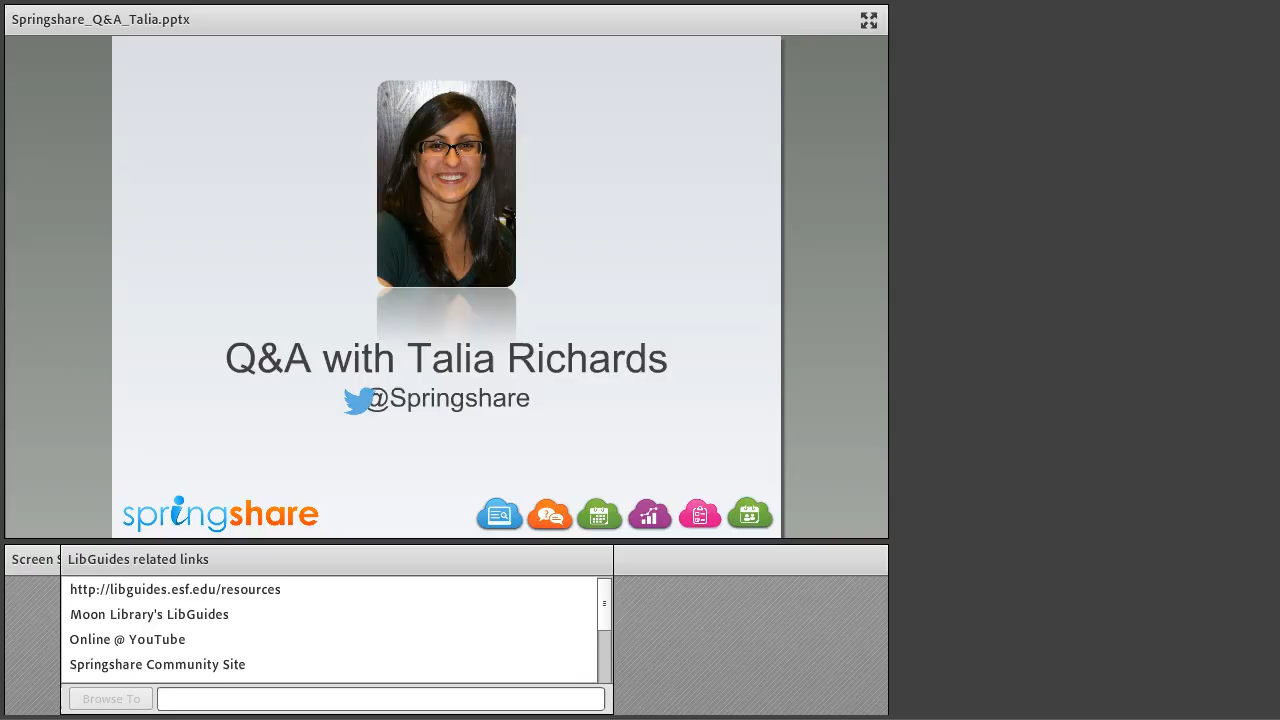 Springshare_Q&A_Talia.pptx
Q&A with Talia Richards
@Springshare
springshare
Screen S
LibGuides related links
http://libguides.esf.edu/resources
Moon Library's LibGuides
Online @ YouTube
Springshare Community Site
Browse To